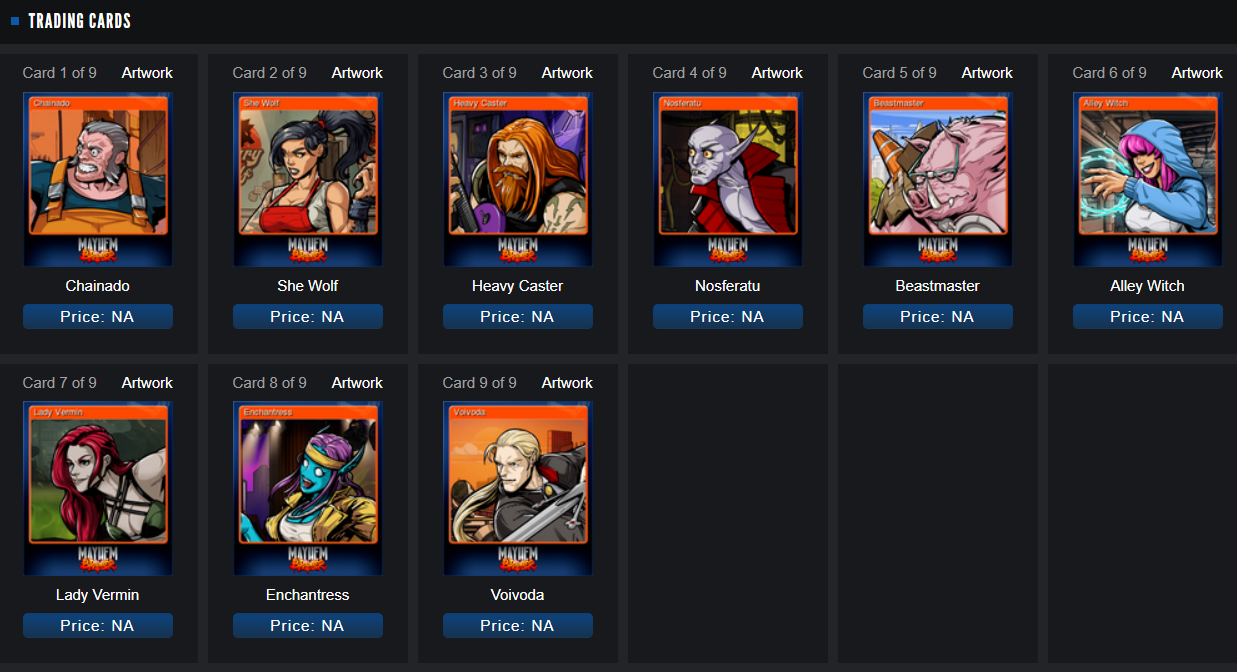 TRADING CARDS
Card 1 of 9 Artwork
Chainado
MAYHEM
BRAWLER
Chainado
Price: NA
Card 2 of 9 Artwork
She Wolf
MAYHEM
BRAWLER
She Wolf
Price: NA
Card 3 of 9 Artwork
Heavy Caster
MAYHEM
BRAWLER
Heavy Caster
Price: NA
Card 4 of 9 Artwork
Nosferatu
MAYHEM
BRAWLER
Nosferatu
Price: NA
Card 5 of 9 Artwork
Beastmaster
MAYHEM
BRAWLER
Beastmaster
Price: NA
Card 6 of 9 Artwork
Alley Witch
MAYHEM
BRAWLER
Alley Witch
Price: NA
Card 7 of 9 Artwork
Lady Vermin
MAYHEM
BRAWLER
Lady Vermin
Price: NA
Card 8 of 9 Artwork
Enchantress
MAYHEM
BRAWLER
Enchantress
Price: NA
Card 9 of 9 Artwork
Voivoda
MAYHEM
BRAWLER
Voivoda
Price: NA